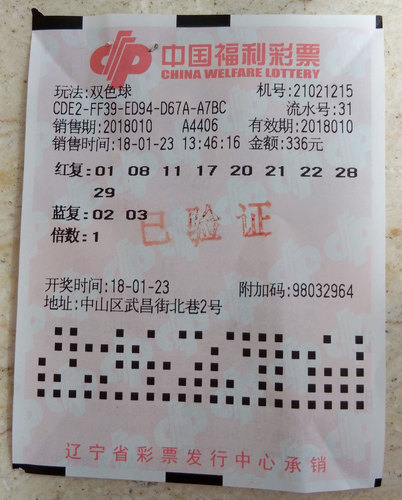 中国福利彩票
CHINA WELFARE LOTTERY
玩法:双色球 机号:21021215
CDE2-FF39-ED94-D67A-A7BC 流水号:31
销售期:2018010 A4406 有效期:2018010
销售时间:18-01-23 13:46:16 金额:336元
红复:01 08 11 17 20 21 22 28
29
蓝复:02 03
倍数:1
已验证
开奖时间:18-01-23 附加码:98032964
地址:中山区武昌街北巷2号
辽宁省彩票发行中心承销